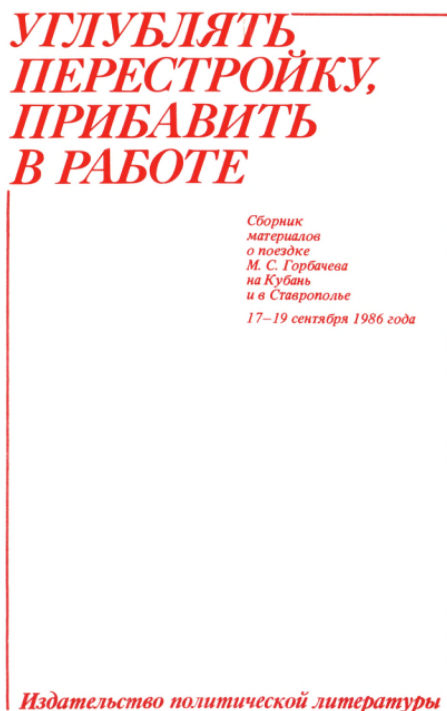 УГЛУБЛЯТЬ
ПЕРЕСТРОЙКУ,
ПРИБАВИТЬ
В РАБОТЕ
Сборник
материалов
о поездке
М. С. Горбачева
на Кубань
и в Ставрополье
17–19 сентября 1986 года
Издательство политической литературы